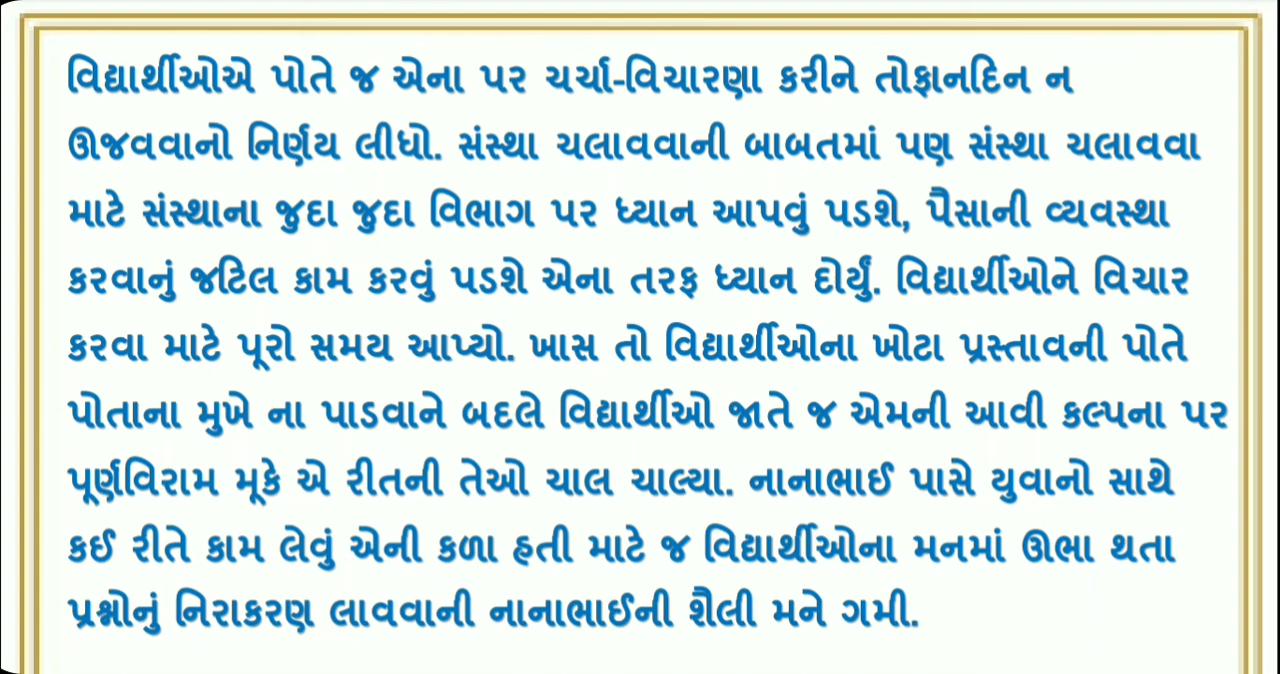 વિદ્યાર્થીઓએ પોતે જ એના પર ચર્ચા-વિચારણા કરીને તોફાનદિન ન
ઊજવવાનો નિર્ણય લીધો. સંસ્થા ચલાવવાની બાબતમાં પણ સંસ્થા ચલાવવા
માટે સંસ્થાના જુદા જુદા વિભાગ પર ધ્યાન આપવું પડશે, પૈસાની વ્યવસ્થા
કરવાનું જટિલ કામ કરવું પડશે એના તરફ ધ્યાન દોર્યું. વિદ્યાર્થીઓને વિચાર
કરવા માટે પૂરો સમય આપ્યો. ખાસ તો વિદ્યાર્થીઓના ખોટા પ્રસ્તાવની પોતે
પોતાના મુખે ના પાડવાને બદલે વિદ્યાર્થીઓ જાતે જ એમની આવી કલ્પના પર
પૂર્ણવિરામ મૂકે એ રીતની તેઓ ચાલ ચાલ્યા. નાનાભાઈ પાસે યુવાનો સાથે
કઈ રીતે કામ લેવું એની કળા હતી માટે જ વિદ્યાર્થીઓના મનમાં ઊભા થતા
પ્રશ્નોનું નિરાકરણ લાવવાની નાનાભાઈની શૈલી મને ગમી.